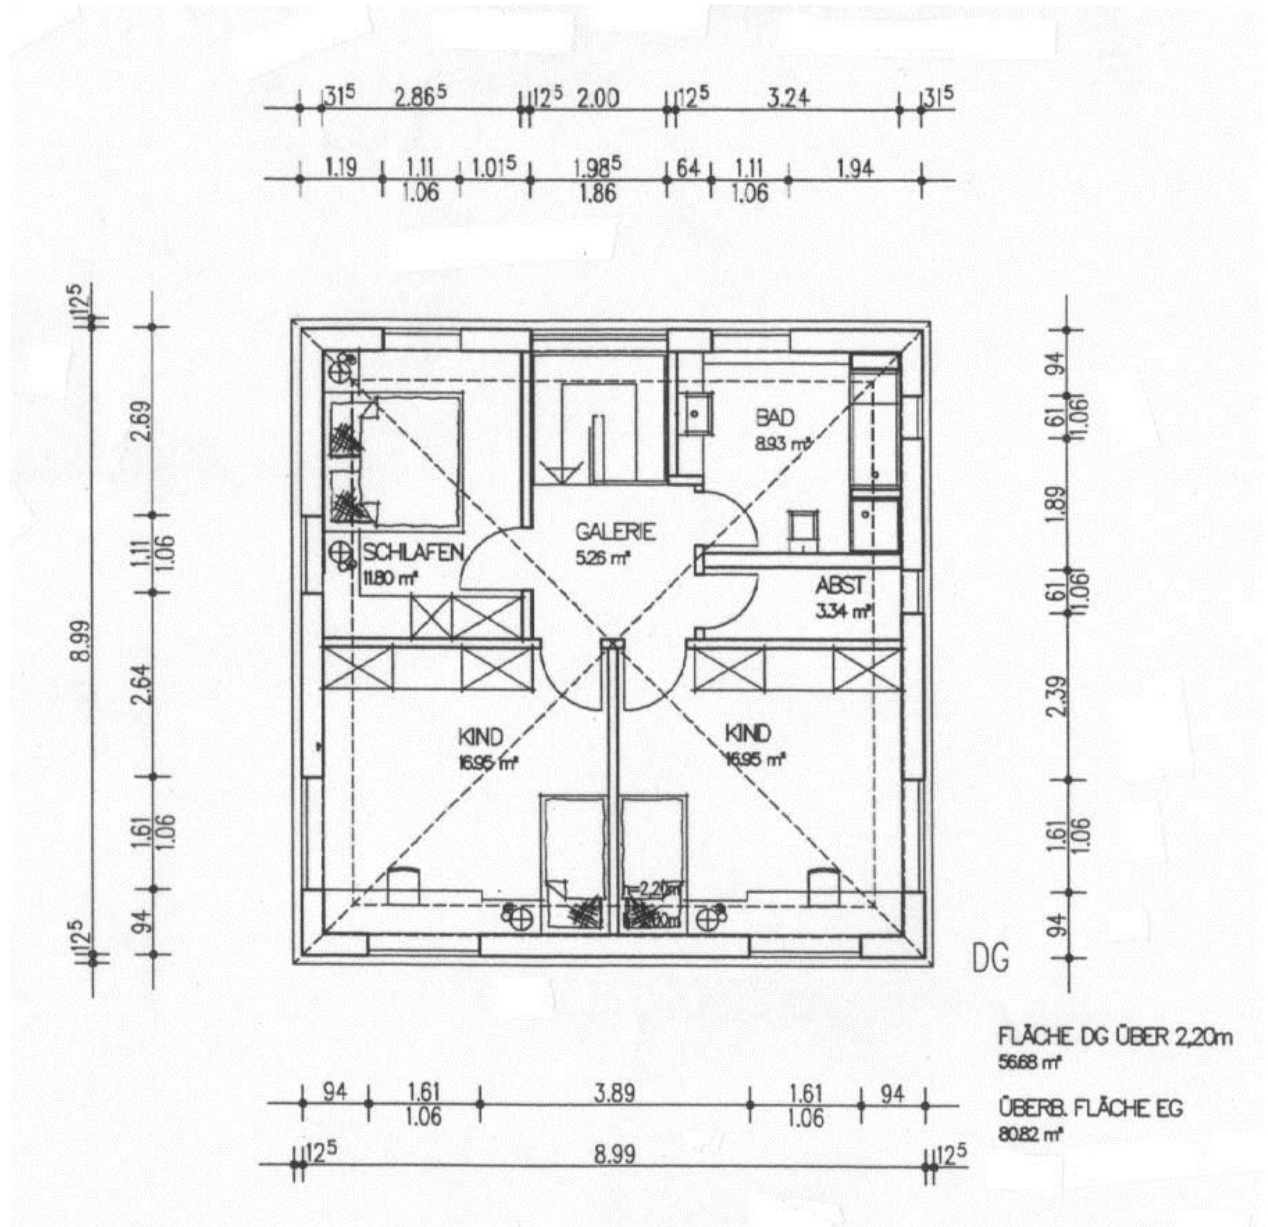 31⁵ 2.86⁵ 12⁵ 2.00 12⁵ 3.24 31⁵
1.19 1.11 1.01⁵ 1.98⁵ 64 1.11 1.94
1.06 1.86 1.06
12⁵
2.69
1.11
1.06
8.99
2.64
1.61
1.06
94
12⁵
BAD
8.93 m²
GALERIE
5.26 m²
SCHLAFEN
11.80 m²
ABST
3.34 m²
KIND
16.95 m²
KIND
16.95 m²
h=2,20m
94
61
1.06
1.89
61
1.06
2.39
1.61
1.06
94
DG
FLÄCHE DG ÜBER 2,20m
56.68 m²
ÜBERB. FLÄCHE EG
80.82 m²
94 1.61 3.89 1.61 94
1.06 1.06
12⁵ 8.99 12⁵